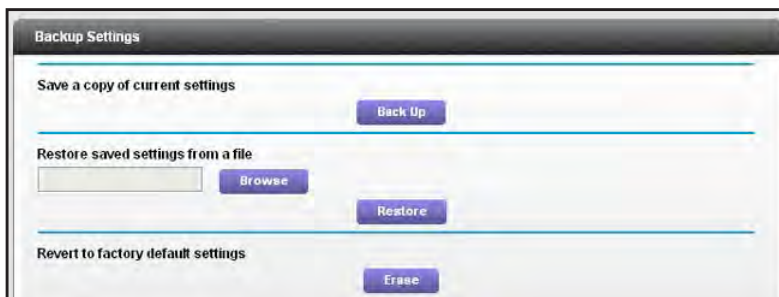 Backup Settings
Save a copy of current settings
Back Up
Restore saved settings from a file
Browse
Restore
Revert to factory default settings
Erase